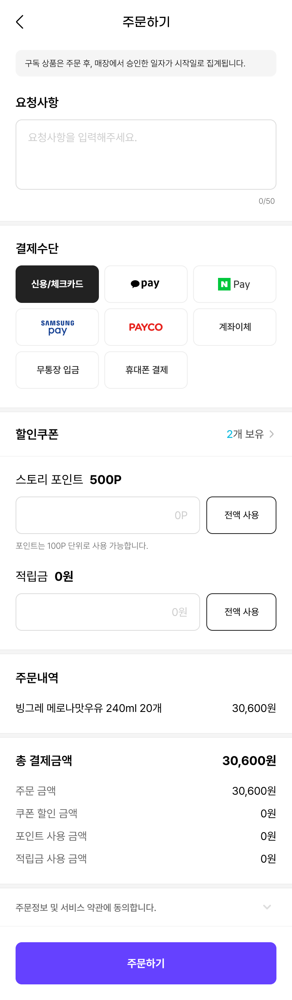 주문하기
구독 상품은 주문 후, 매장에서 승인한 일자가 시작일로 집계됩니다.
요청사항
요청사항을 입력해주세요.
0/50
결제수단
신용/체크카드
pay
N Pay
SAMSUNG
pay
PAYCO
계좌이체
무통장 입금
휴대폰 결제
할인쿠폰 2개 보유
스토리 포인트 500P
0P
전액 사용
포인트는 100P 단위로 사용 가능합니다.
적립금 0원
0원
전액 사용
주문내역
빙그레 메로나맛우유 240ml 20개 30,600원
총 결제금액 30,600원
주문 금액 30,600원
쿠폰 할인 금액 0원
포인트 사용 금액 0원
적립금 사용 금액 0원
주문정보 및 서비스 약관에 동의합니다.
주문하기